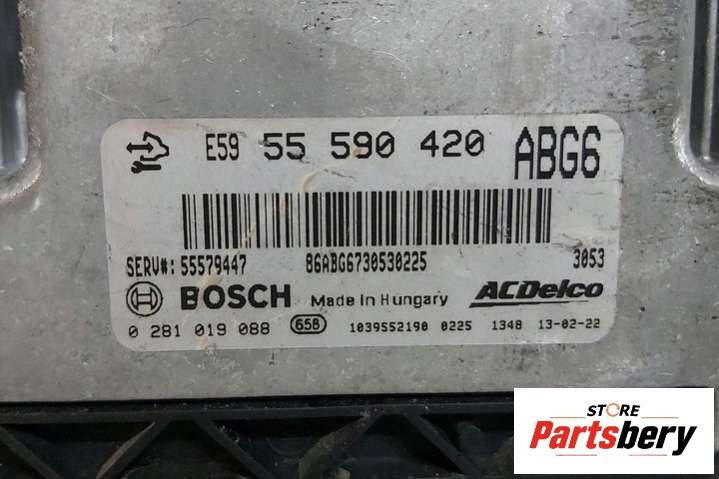 E59 55 590 420 ABG6
SERV#: 55579447 86ABG6730530225 3053
BOSCH Made in Hungary ACDelco
0 281 019 088 658 1039552190 0225 1348 13-02-22
STORE
Partsbery